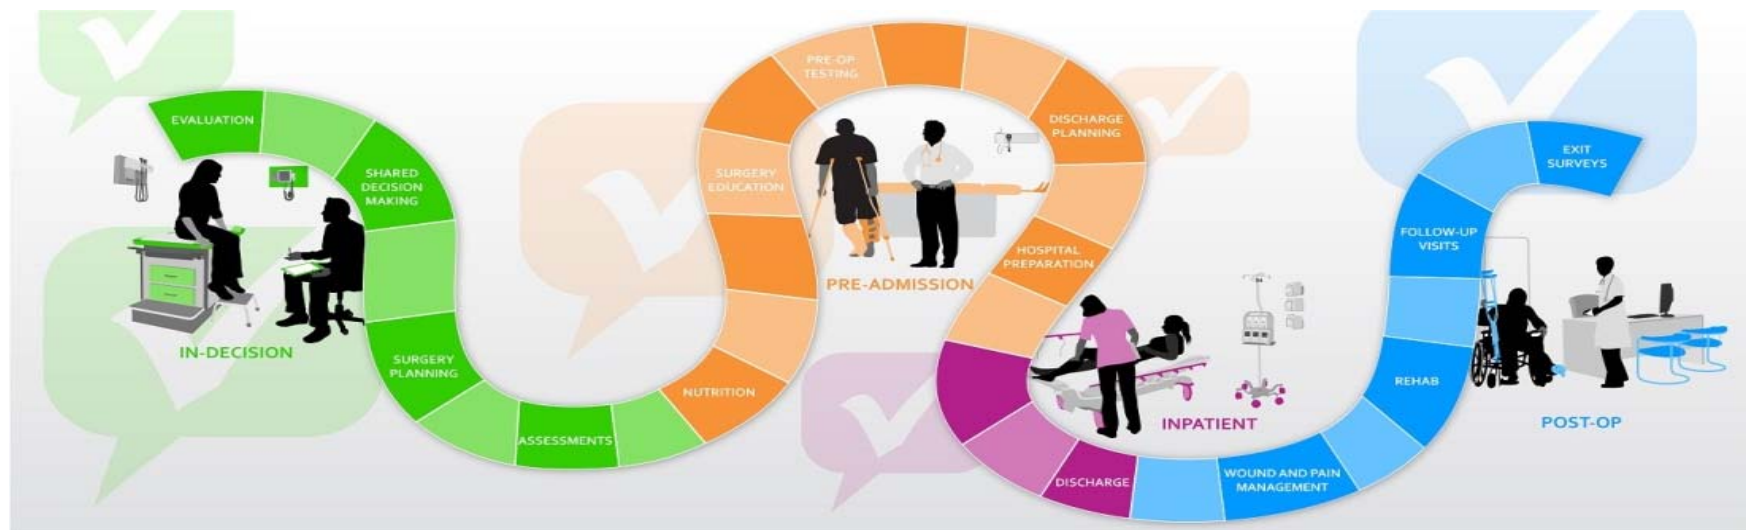 EVALUATION
SHARED
DECISION
MAKING
IN-DECISION
SURGERY
PLANNING
ASSESSMENTS
NUTRITION
SURGERY
EDUCATION
PRE-OP
TESTING
PRE-ADMISSION
DISCHARGE
PLANNING
HOSPITAL
PREPARATION
INPATIENT
DISCHARGE
WOUND AND PAIN
MANAGEMENT
REHAB
POST-OP
FOLLOW-UP
VISITS
EXIT
SURVEYS